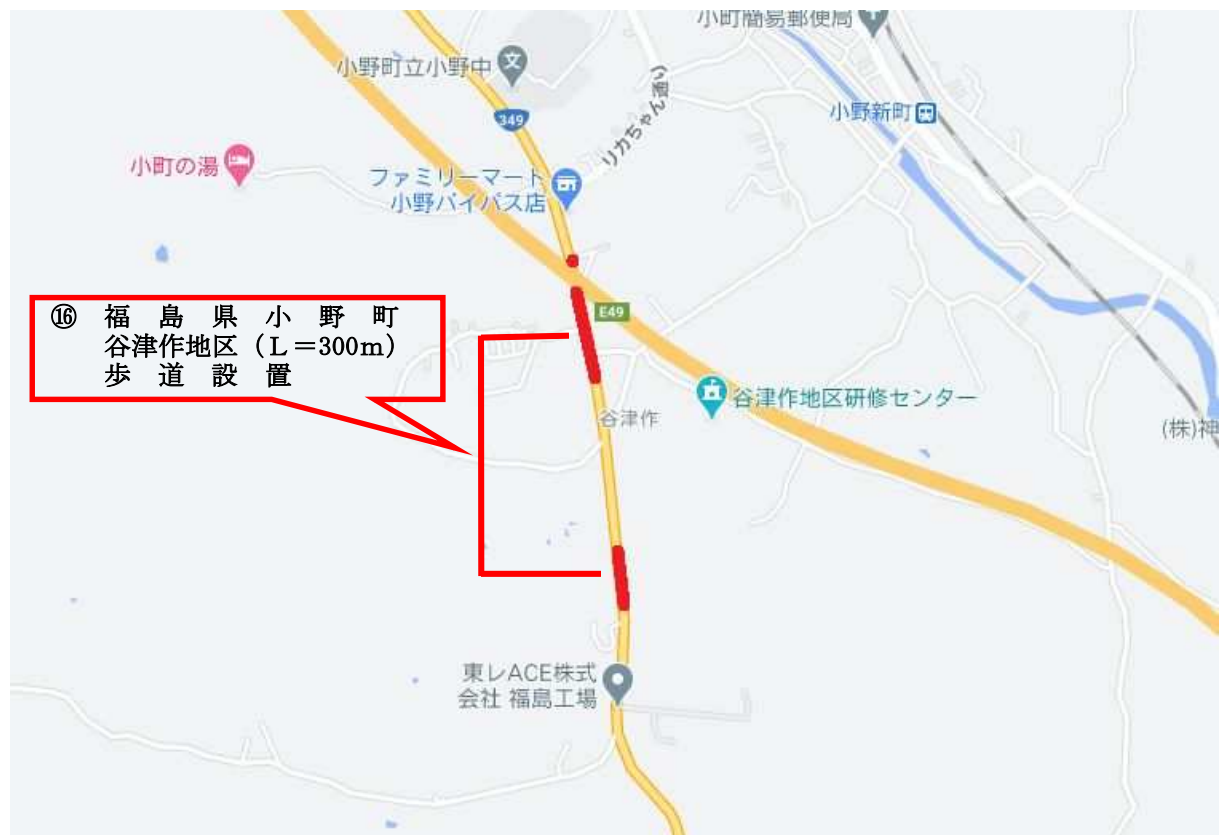 小町簡易郵便局
小野町立小野中
349
リカちゃん通り
小野新町
小町の湯
ファミリーマート
小野バイパス店
⑯ 福島県小野町
谷津作地区（L＝300m）
歩道設置
E49
谷津作地区研修センター
谷津作
(株)神
東レACE株式
会社 福島工場